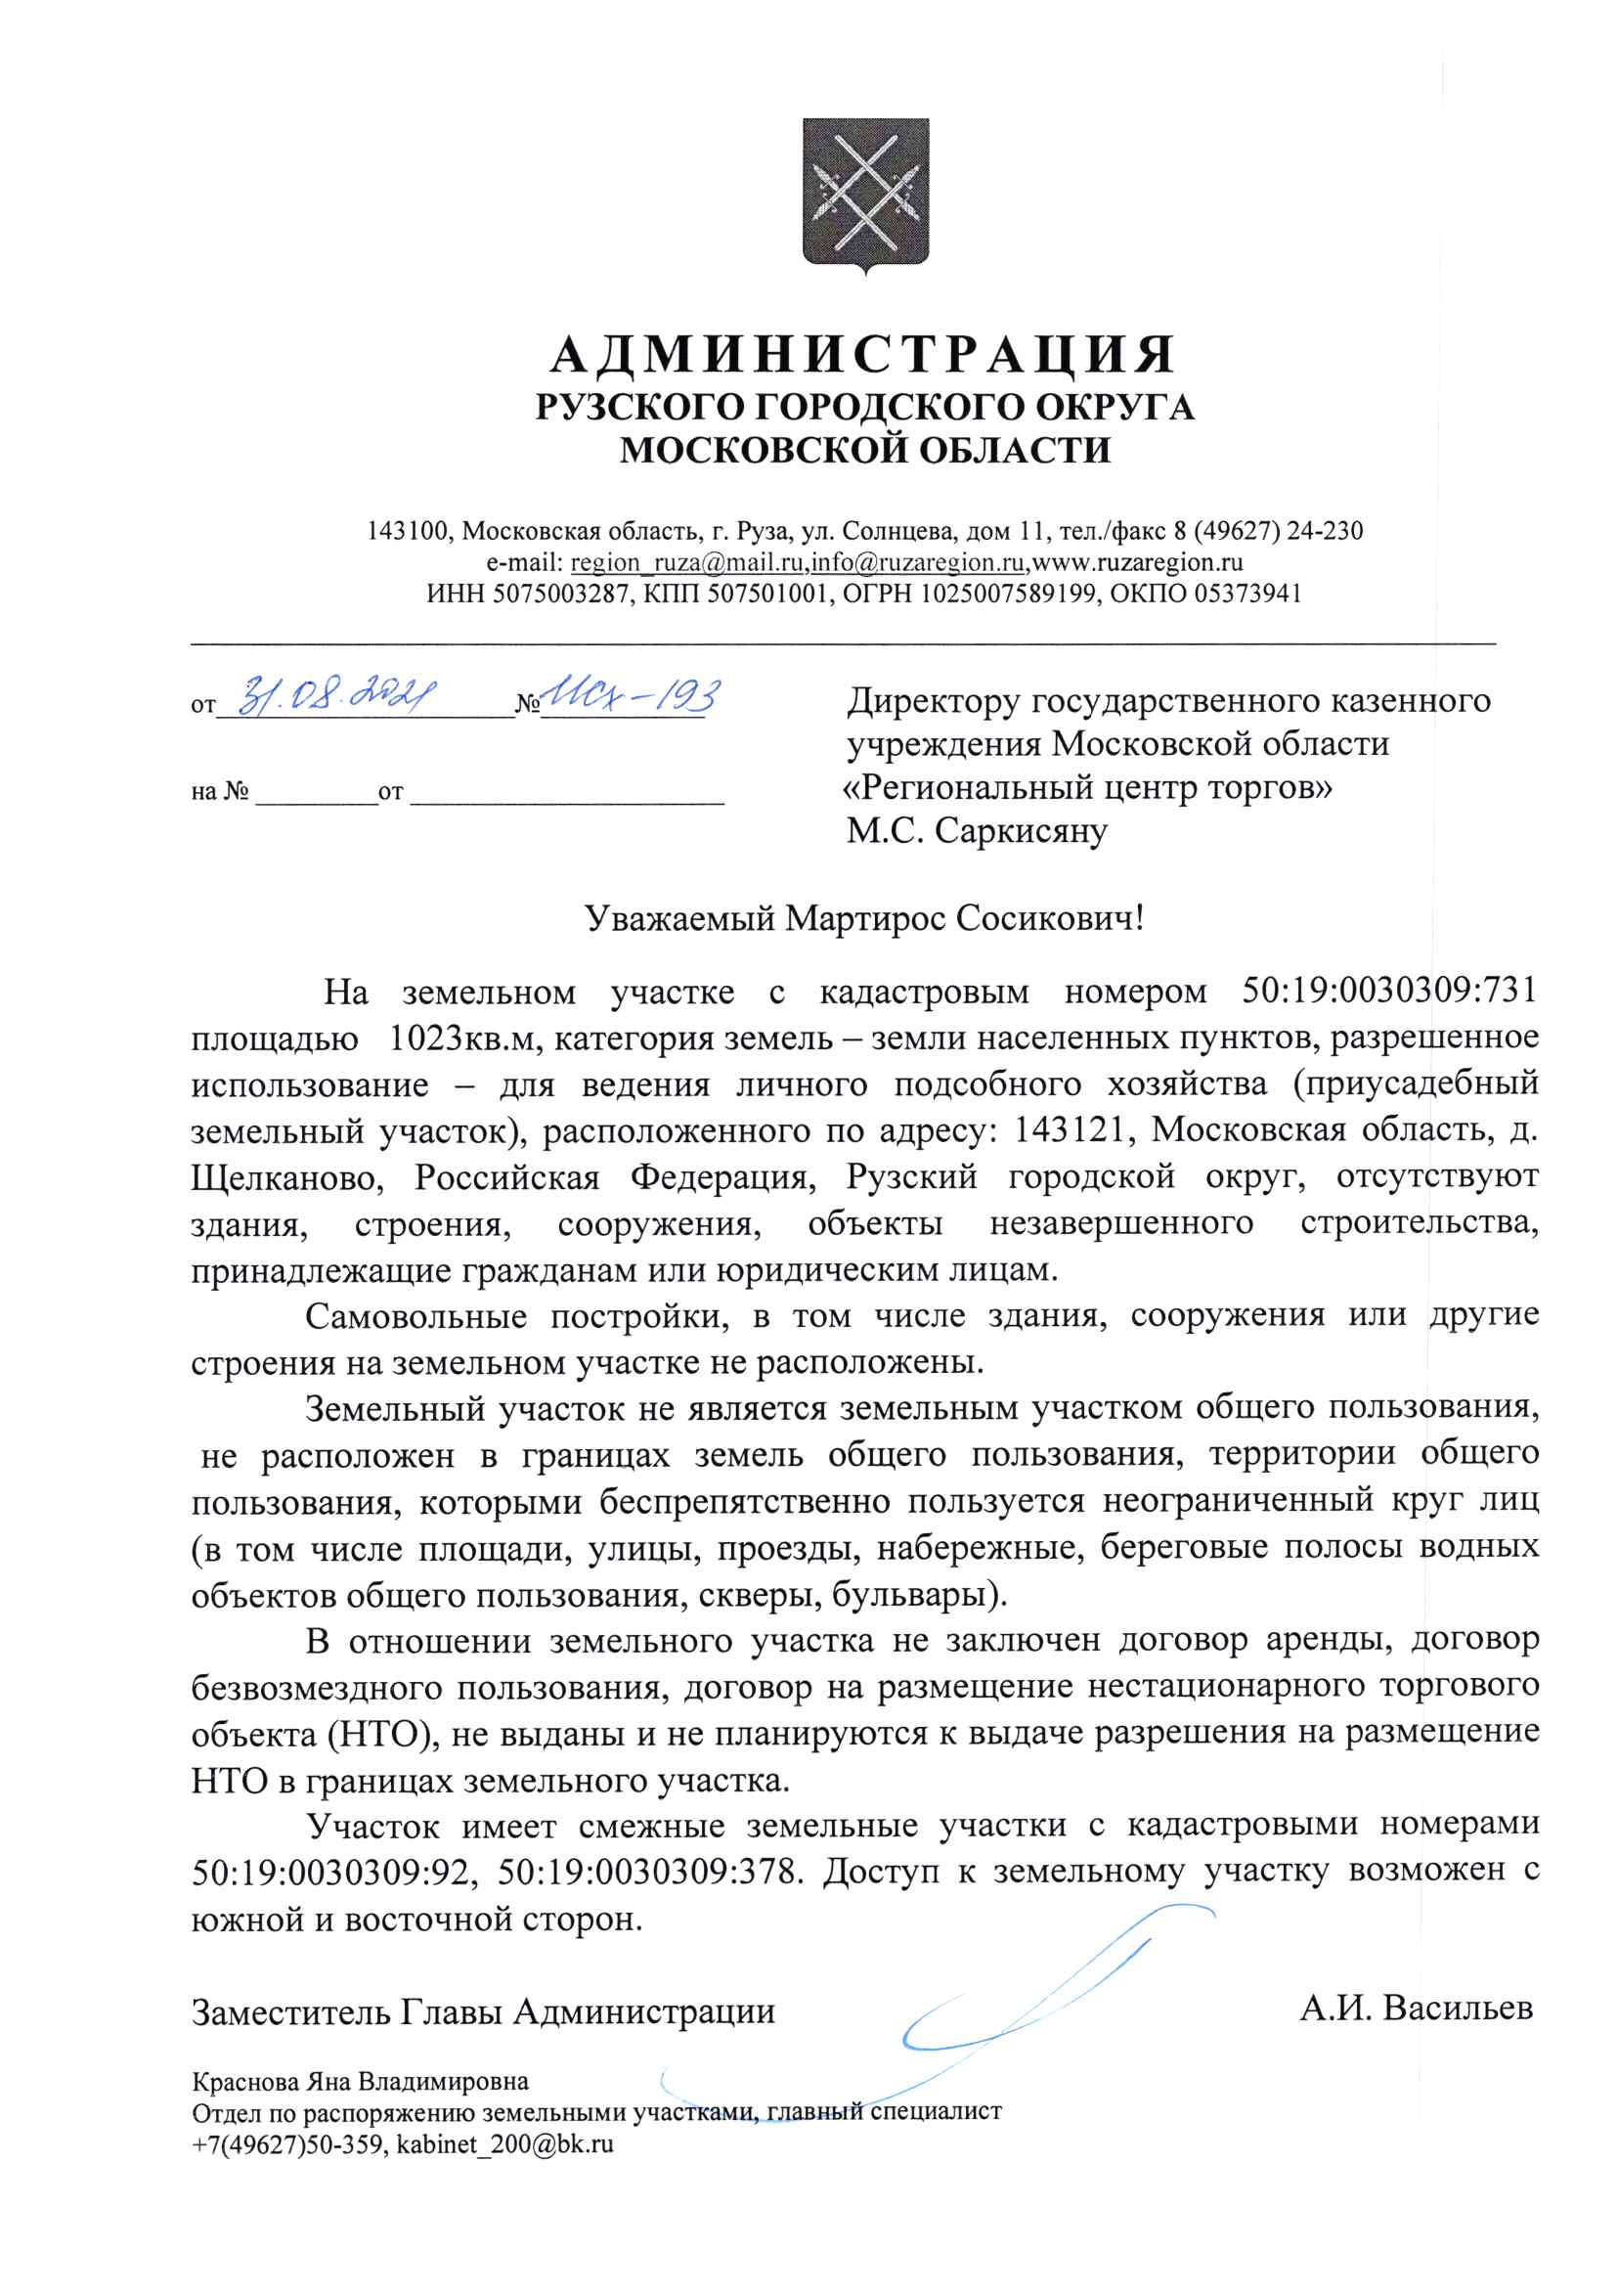 АДМИНИСТРАЦИЯ
РУЗСКОГО ГОРОДСКОГО ОКРУГА
МОСКОВСКОЙ ОБЛАСТИ
143100, Московская область, г. Руза, ул. Солнцева, дом 11, тел./факс 8 (49627) 24-230
e-mail: region_ruza@mail.ru,info@ruzaregion.ru,www.ruzaregion.ru
ИНН 5075003287, КПП 507501001, ОГРН 1025007589199, ОКПО 05373941
от 31.08.2021 № Исх-193
на № __________от
Директору государственного казенного
учреждения Московской области
«Региональный центр торгов»
М.С. Саркисяну
Уважаемый Мартирос Сосикович!
На земельном участке с кадастровым номером 50:19:0030309:731
площадью 1023кв.м, категория земель – земли населенных пунктов, разрешенное
использование – для ведения личного подсобного хозяйства (приусадебный
земельный участок), расположенного по адресу: 143121, Московская область, д.
Щелканово, Российская Федерация, Рузский городской округ, отсутствуют
здания, строения, сооружения, объекты незавершенного строительства,
принадлежащие гражданам или юридическим лицам.
Самовольные постройки, в том числе здания, сооружения или другие
строения на земельном участке не расположены.
Земельный участок не является земельным участком общего пользования,
не расположен в границах земель общего пользования, территории общего
пользования, которыми беспрепятственно пользуется неограниченный круг лиц
(в том числе площади, улицы, проезды, набережные, береговые полосы водных
объектов общего пользования, скверы, бульвары).
В отношении земельного участка не заключен договор аренды, договор
безвозмездного пользования, договор на размещение нестационарного торгового
объекта (НТО), не выданы и не планируются к выдаче разрешения на размещение
НТО в границах земельного участка.
Участок имеет смежные земельные участки с кадастровыми номерами
50:19:0030309:92, 50:19:0030309:378. Доступ к земельному участку возможен с
южной и восточной сторон.
Заместитель Главы Администрации А.И. Васильев
Краснова Яна Владимировна
Отдел по распоряжению земельными участками, главный специалист
+7(49627)50-359, kabinet_200@bk.ru